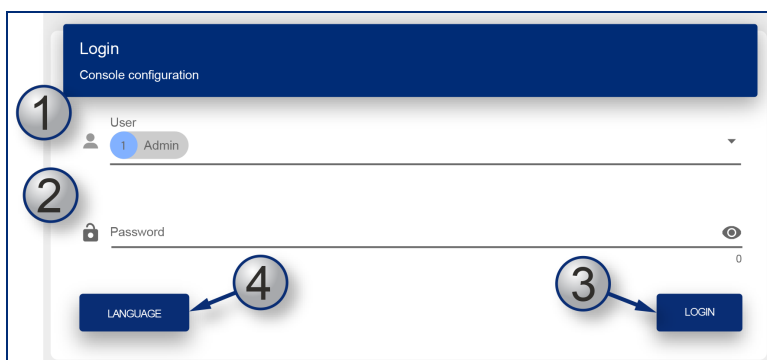 Login
Console configuration
1
User
1 Admin
2
Password
0
4
3
LANGUAGE
LOGIN